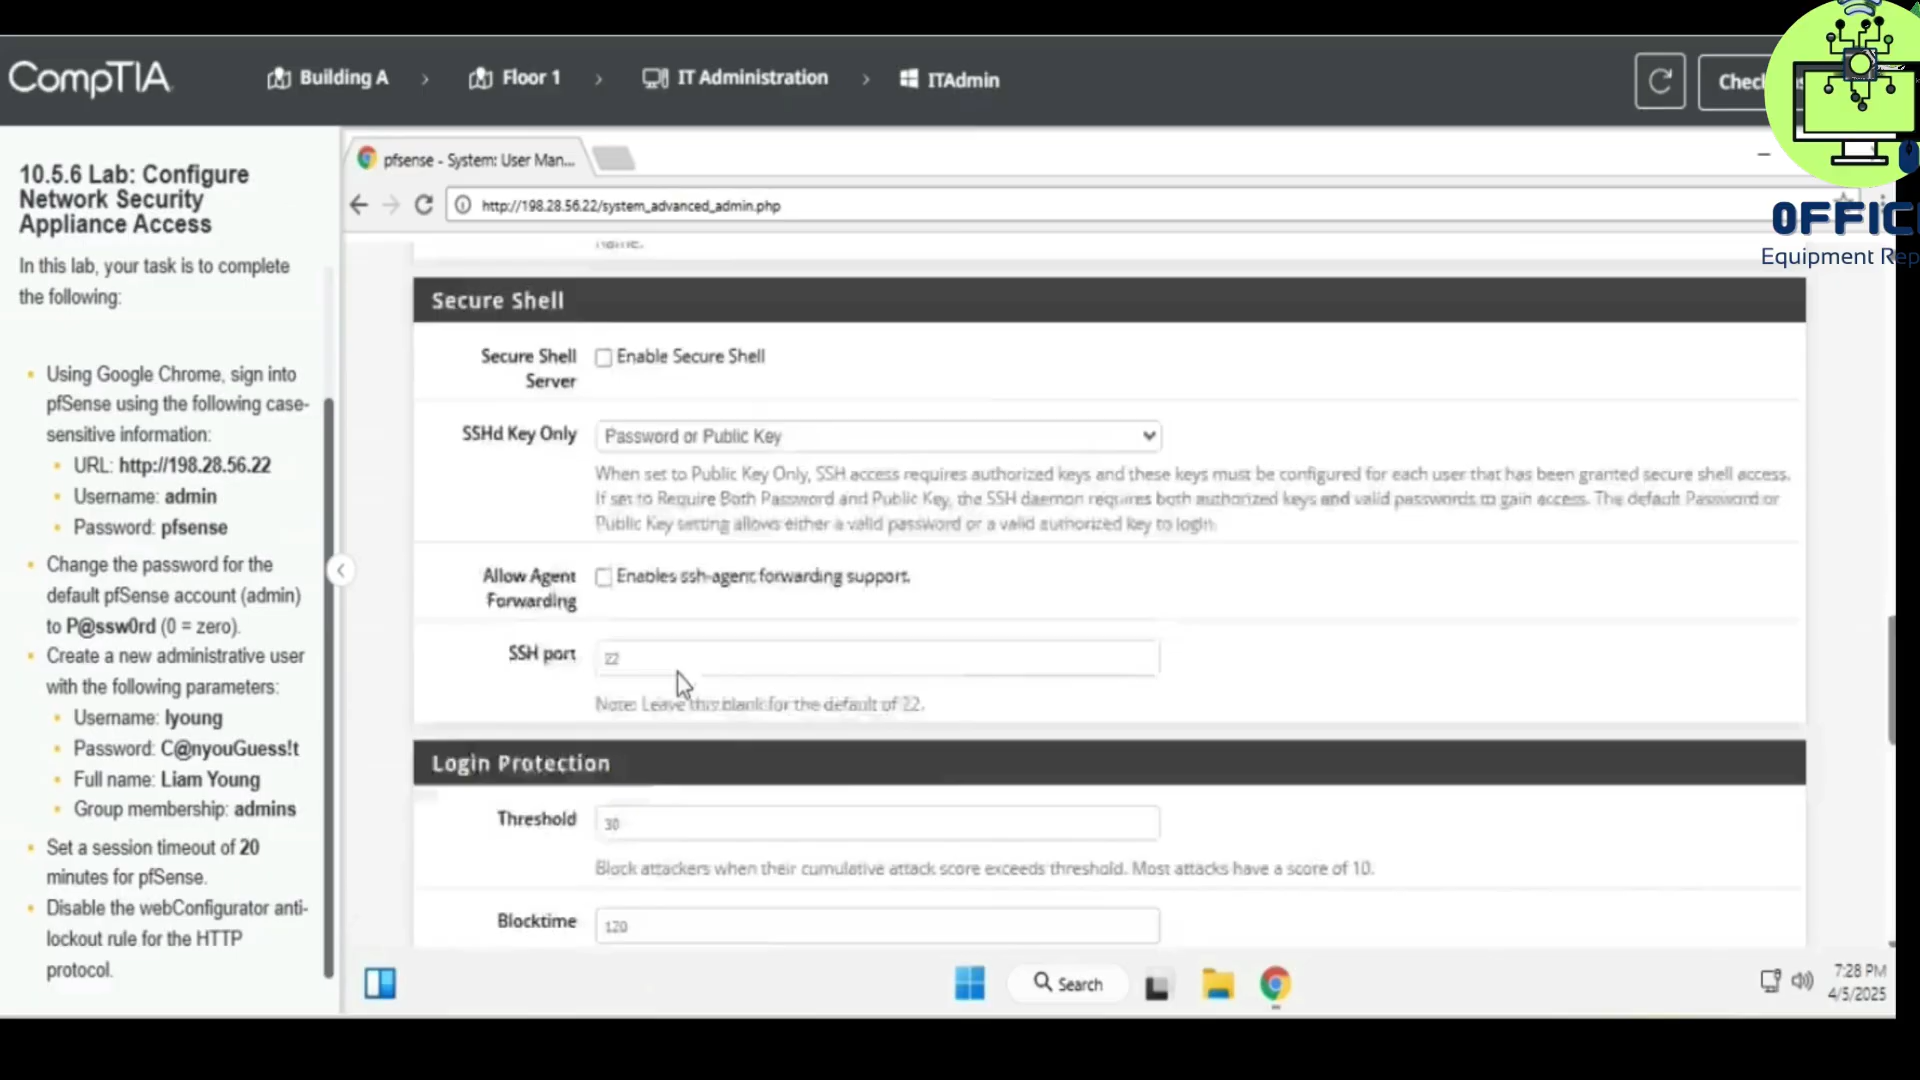 CompTIA
Building A
Floor 1
IT Administration
ITAdmin
10.5.6 Lab: Configure
Network Security
Appliance Access
In this lab, your task is to complete
the following:
Using Google Chrome, sign into
pfSense using the following case-
sensitive information:
URL: http://198.28.56.22
Username: admin
Password: pfsense
Change the password for the
default pfSense account (admin)
to P@ssw0rd (0 = zero).
Create a new administrative user
with the following parameters:
Username: lyoung
Password: C@nyouGuess!t
Full name: Liam Young
Group membership: admins
Set a session timeout of 20
minutes for pfSense.
Disable the webConfigurator anti-
lockout rule for the HTTP
protocol.
pfsense - System: User Man...
http://198.28.56.22/system_advanced_admin.php
Secure Shell
Secure Shell
Server
Enable Secure Shell
SSHd Key Only
Password or Public Key
When set to Public Key Only, SSH access requires authorized keys and these keys must be configured for each user that has been granted secure shell access.
If set to Require Both Password and Public Key, the SSH daemon requires both authorized keys and valid passwords to gain access. The default Password or
Public Key setting allows either a valid password or a valid authorized key to login.
Allow Agent
Forwarding
Enables ssh-agent forwarding support.
SSH port
22
Note: Leave this blank for the default of 22.
Login Protection
Threshold
30
Block attackers when their cumulative attack score exceeds threshold. Most attacks have a score of 10.
Blocktime
120
Search
7:28 PM
4/5/2025
Equipment